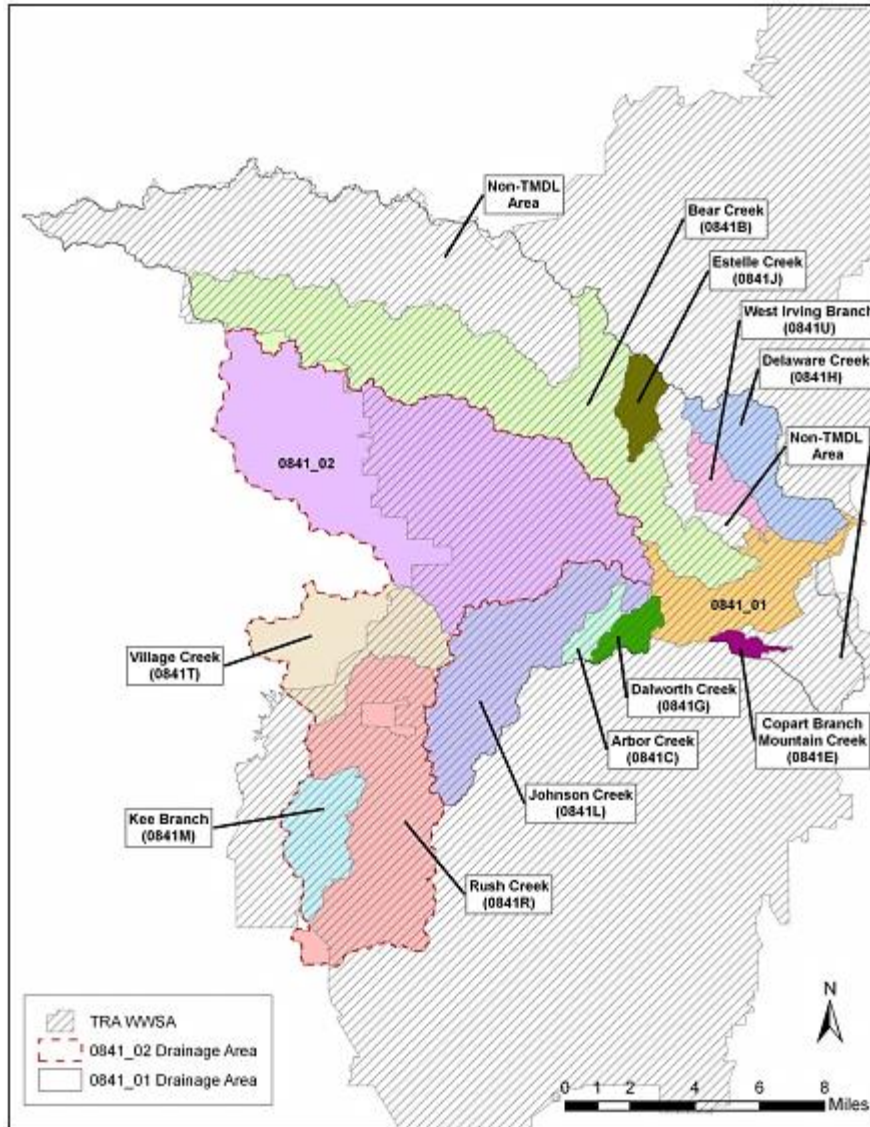 Non-TMDL
Area
Bear Creek
(0841B)
Estelle Creek
(0841J)
West Irving Branch
(0841U)
Delaware Creek
(0841H)
Non-TMDL
Area
0841_02
0841_01
Village Creek
(0841T)
Dalworth Creek
(0841G)
Copart Branch
Mountain Creek
(0841E)
Arbor Creek
(0841C)
Johnson Creek
(0841L)
Kee Branch
(0841M)
Rush Creek
(0841R)
N
TRA WWSA
0841_02 Drainage Area
0841_01 Drainage Area
0 1 2 4 6 8
Miles